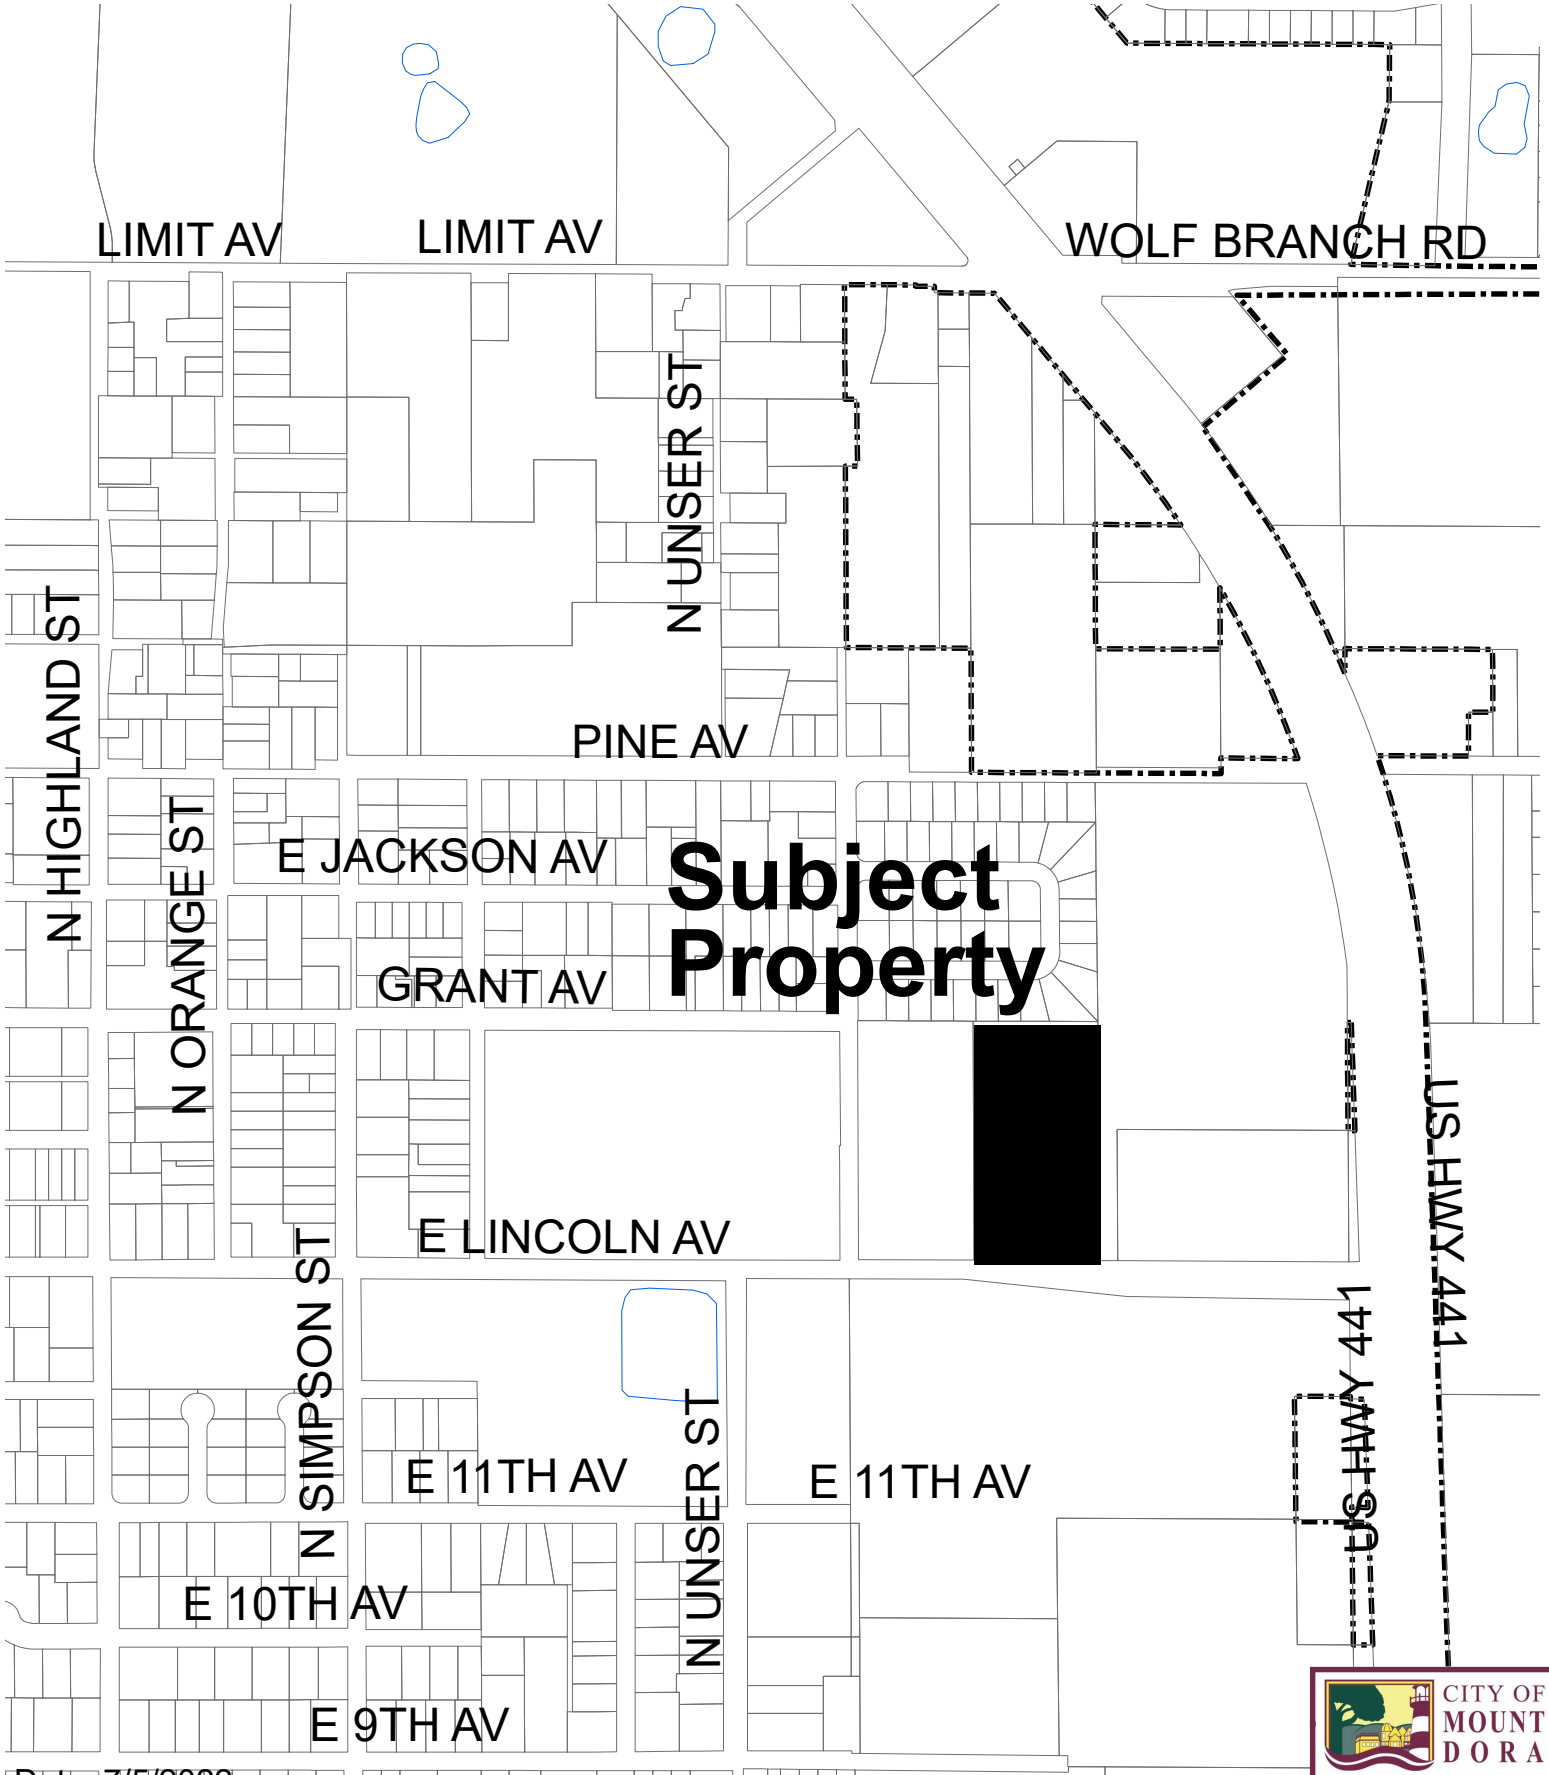 LIMIT AV
LIMIT AV
WOLF BRANCH RD
N UNSER ST
N HIGHLAND ST
PINE AV
N ORANGE ST
E JACKSON AV
Subject
Property
GRANT AV
US HWY 441
E LINCOLN AV
N SIMPSON ST
US HWY 441
N UNSER ST
E 11TH AV
E 11TH AV
E 10TH AV
E 9TH AV
CITY OF
MOUNT
DORA